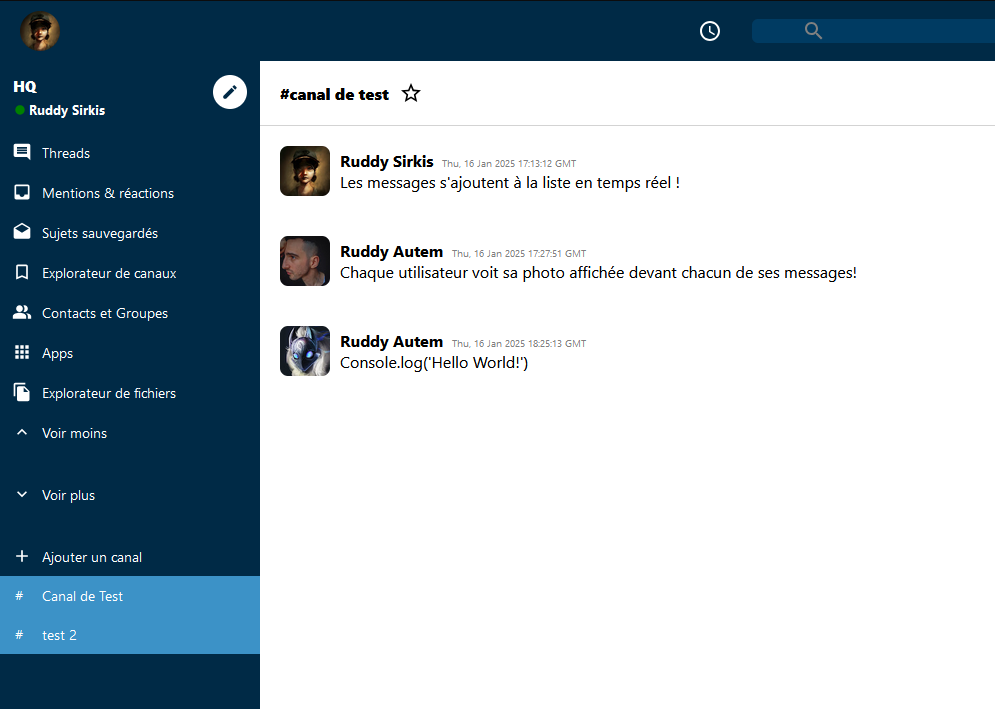 HQ
Ruddy Sirkis
Threads
Mentions & réactions
Sujets sauvegardés
Explorateur de canaux
Contacts et Groupes
Apps
Explorateur de fichiers
Voir moins
Voir plus
Ajouter un canal
# Canal de Test
# test 2
#canal de test
Ruddy Sirkis Thu, 16 Jan 2025 17:13:12 GMT
Les messages s'ajoutent à la liste en temps réel !
Ruddy Autem Thu, 16 Jan 2025 17:27:51 GMT
Chaque utilisateur voit sa photo affichée devant chacun de ses messages!
Ruddy Autem Thu, 16 Jan 2025 18:25:13 GMT
Console.log('Hello World!')